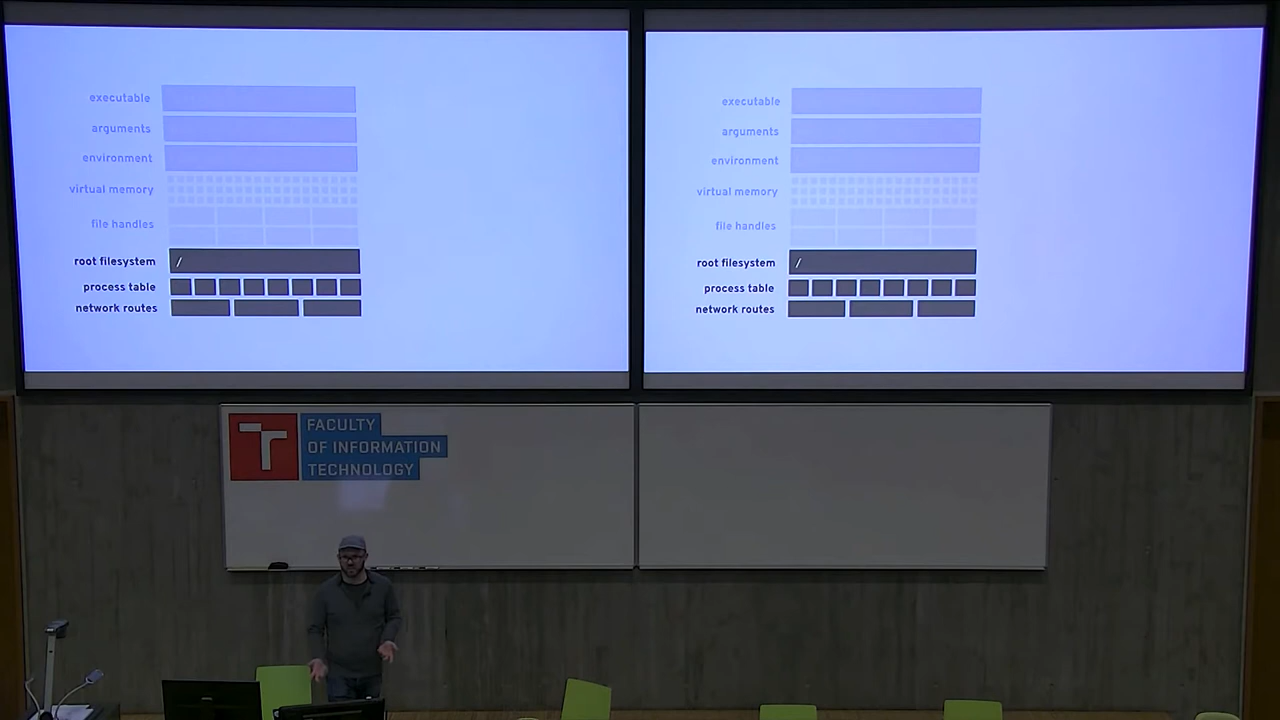 executable
arguments
environment
virtual memory
file handles
root filesystem /
process table
network routes
executable
arguments
environment
virtual memory
file handles
root filesystem /
process table
network routes
T FACULTY
OF INFORMATION
TECHNOLOGY